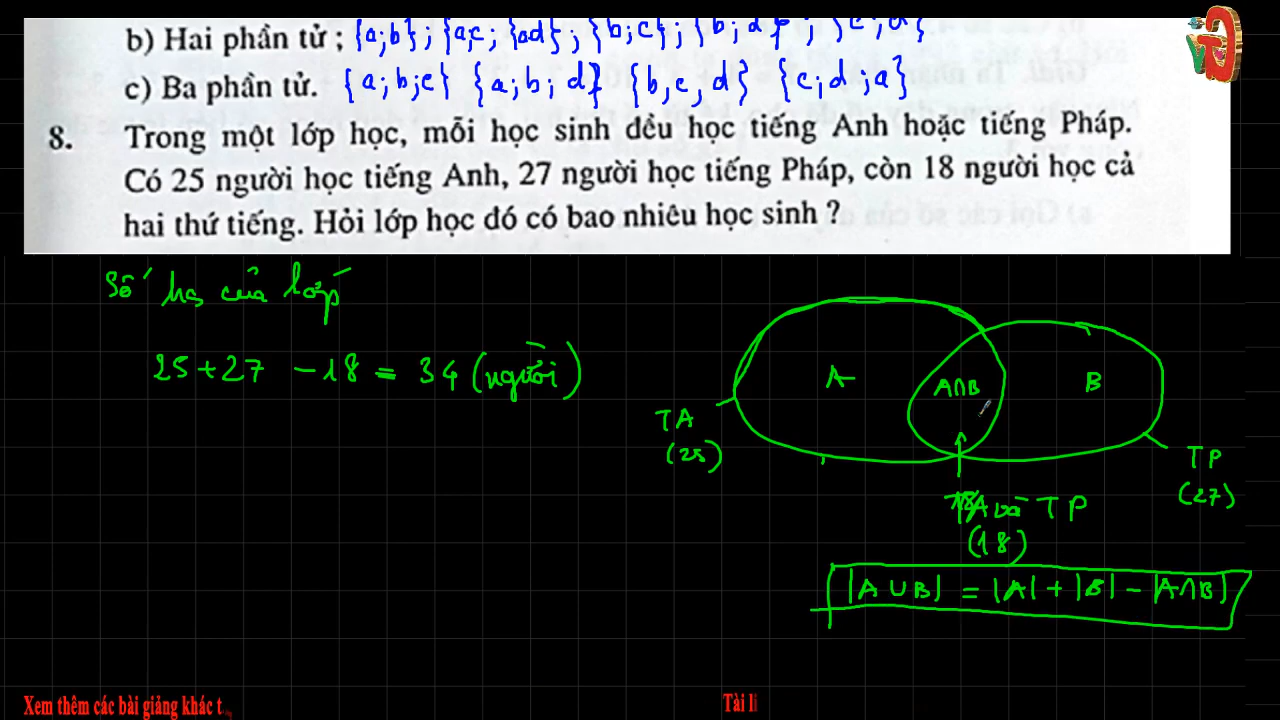 b) Hai phần tử ; {a;b} ; {a,c ; {ad} ; {b;c} ; {b;d} ; {c;d}
c) Ba phần tử. {a;b;c} {a;b;d} {b,c,d} {c;d;a}
8. Trong một lớp học, mỗi học sinh đều học tiếng Anh hoặc tiếng Pháp.
Có 25 người học tiếng Anh, 27 người học tiếng Pháp, còn 18 người học cả
hai thứ tiếng. Hỏi lớp học đó có bao nhiêu học sinh ?
Số hs của lớp
25 + 27 - 18 = 34 (người)
A
A∩B
B
TA
(25)
TP
(27)
và TP
(18)
|A ∪ B| = |A| + |B| - |A∩B|
Xem thêm các bài giảng khác t
Tài li